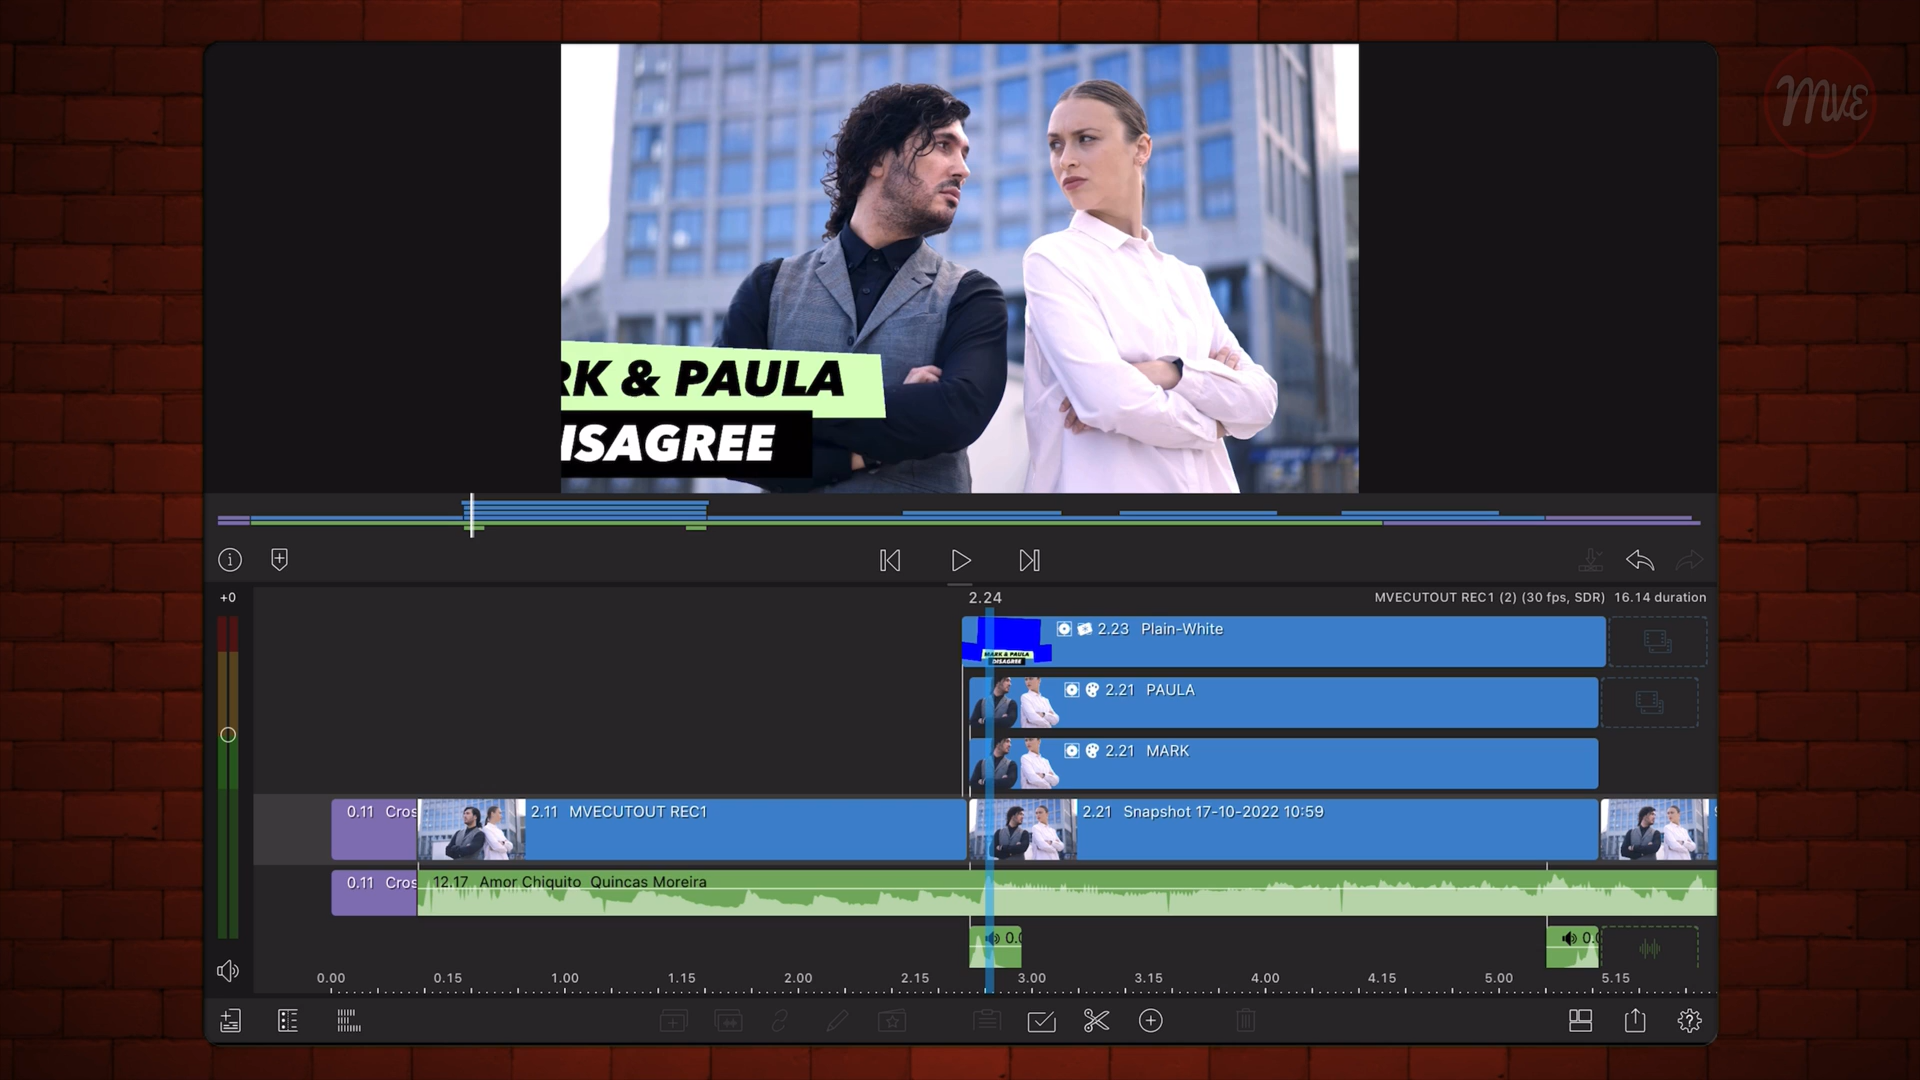 MVE
RK & PAULA
ISAGREE
+0
2.24
MVECUTOUT REC1 (2) (30 fps, SDR) 16.14 duration
MARK & PAULA
DISAGREE
2.23 Plain-White
2.21 PAULA
2.21 MARK
0.11 Cros
2.11 MVECUTOUT REC1
2.21 Snapshot 17-10-2022 10:59
0.11 Cros
12.17 Amor Chiquito Quincas Moreira
0.0
0.0
0.00 0.15 1.00 1.15 2.00 2.15 3.00 3.15 4.00 4.15 5.00 5.15